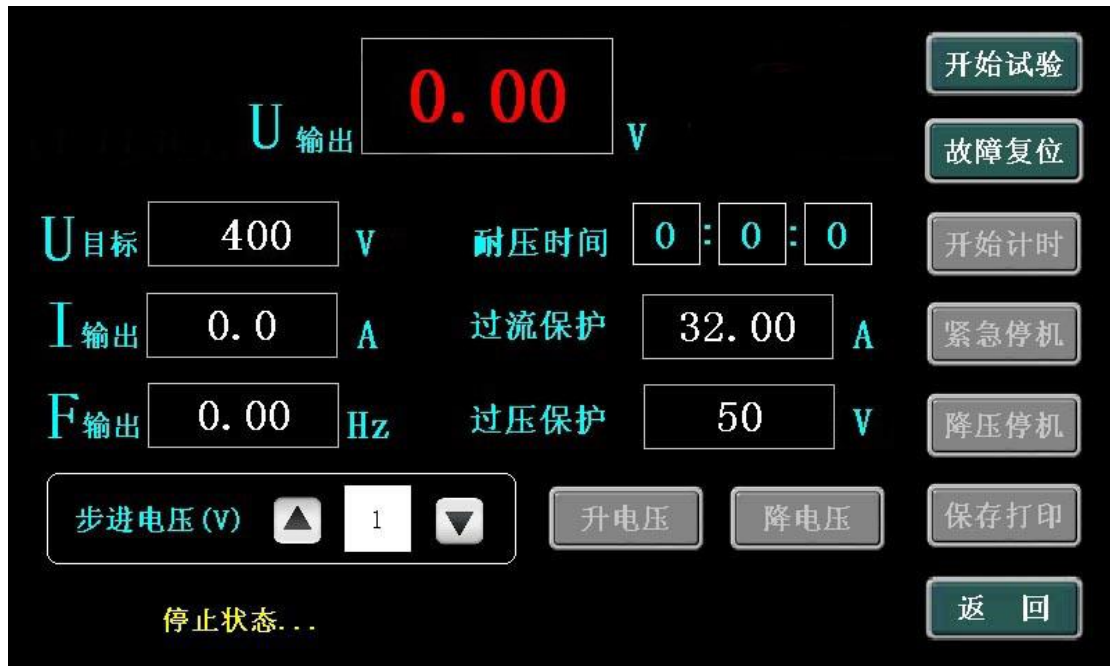 U输出 0.00 V
开始试验
故障复位
U目标 400 V 耐压时间 0:0:0
开始计时
I输出 0.0 A 过流保护 32.00 A
紧急停机
F输出 0.00 Hz 过压保护 50 V
降压停机
步进电压(V) 1 升电压 降电压
保存打印
停止状态...
返 回